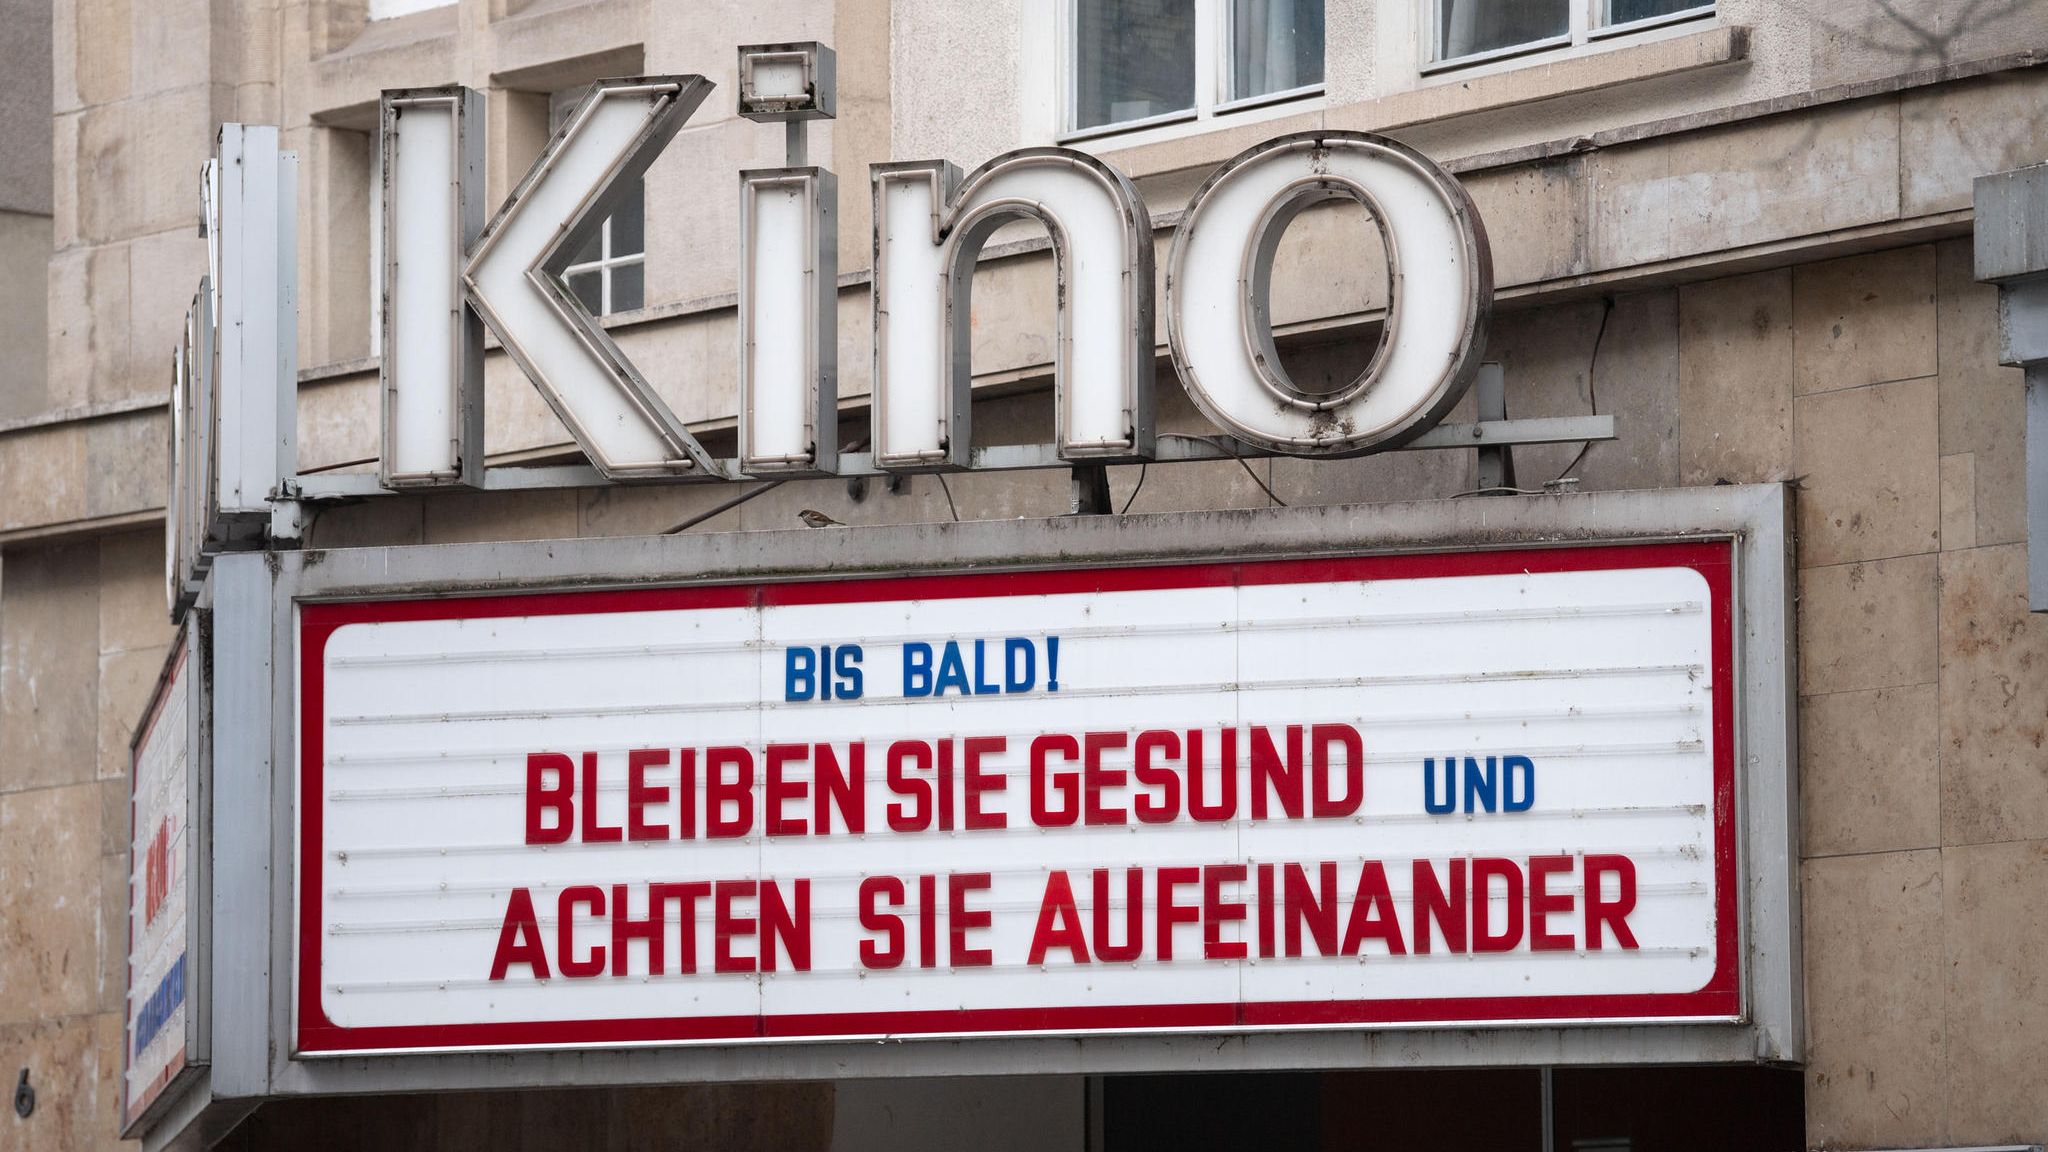 Kino
BIS BALD!
BLEIBEN SIE GESUND UND
ACHTEN SIE AUFEINANDER
6